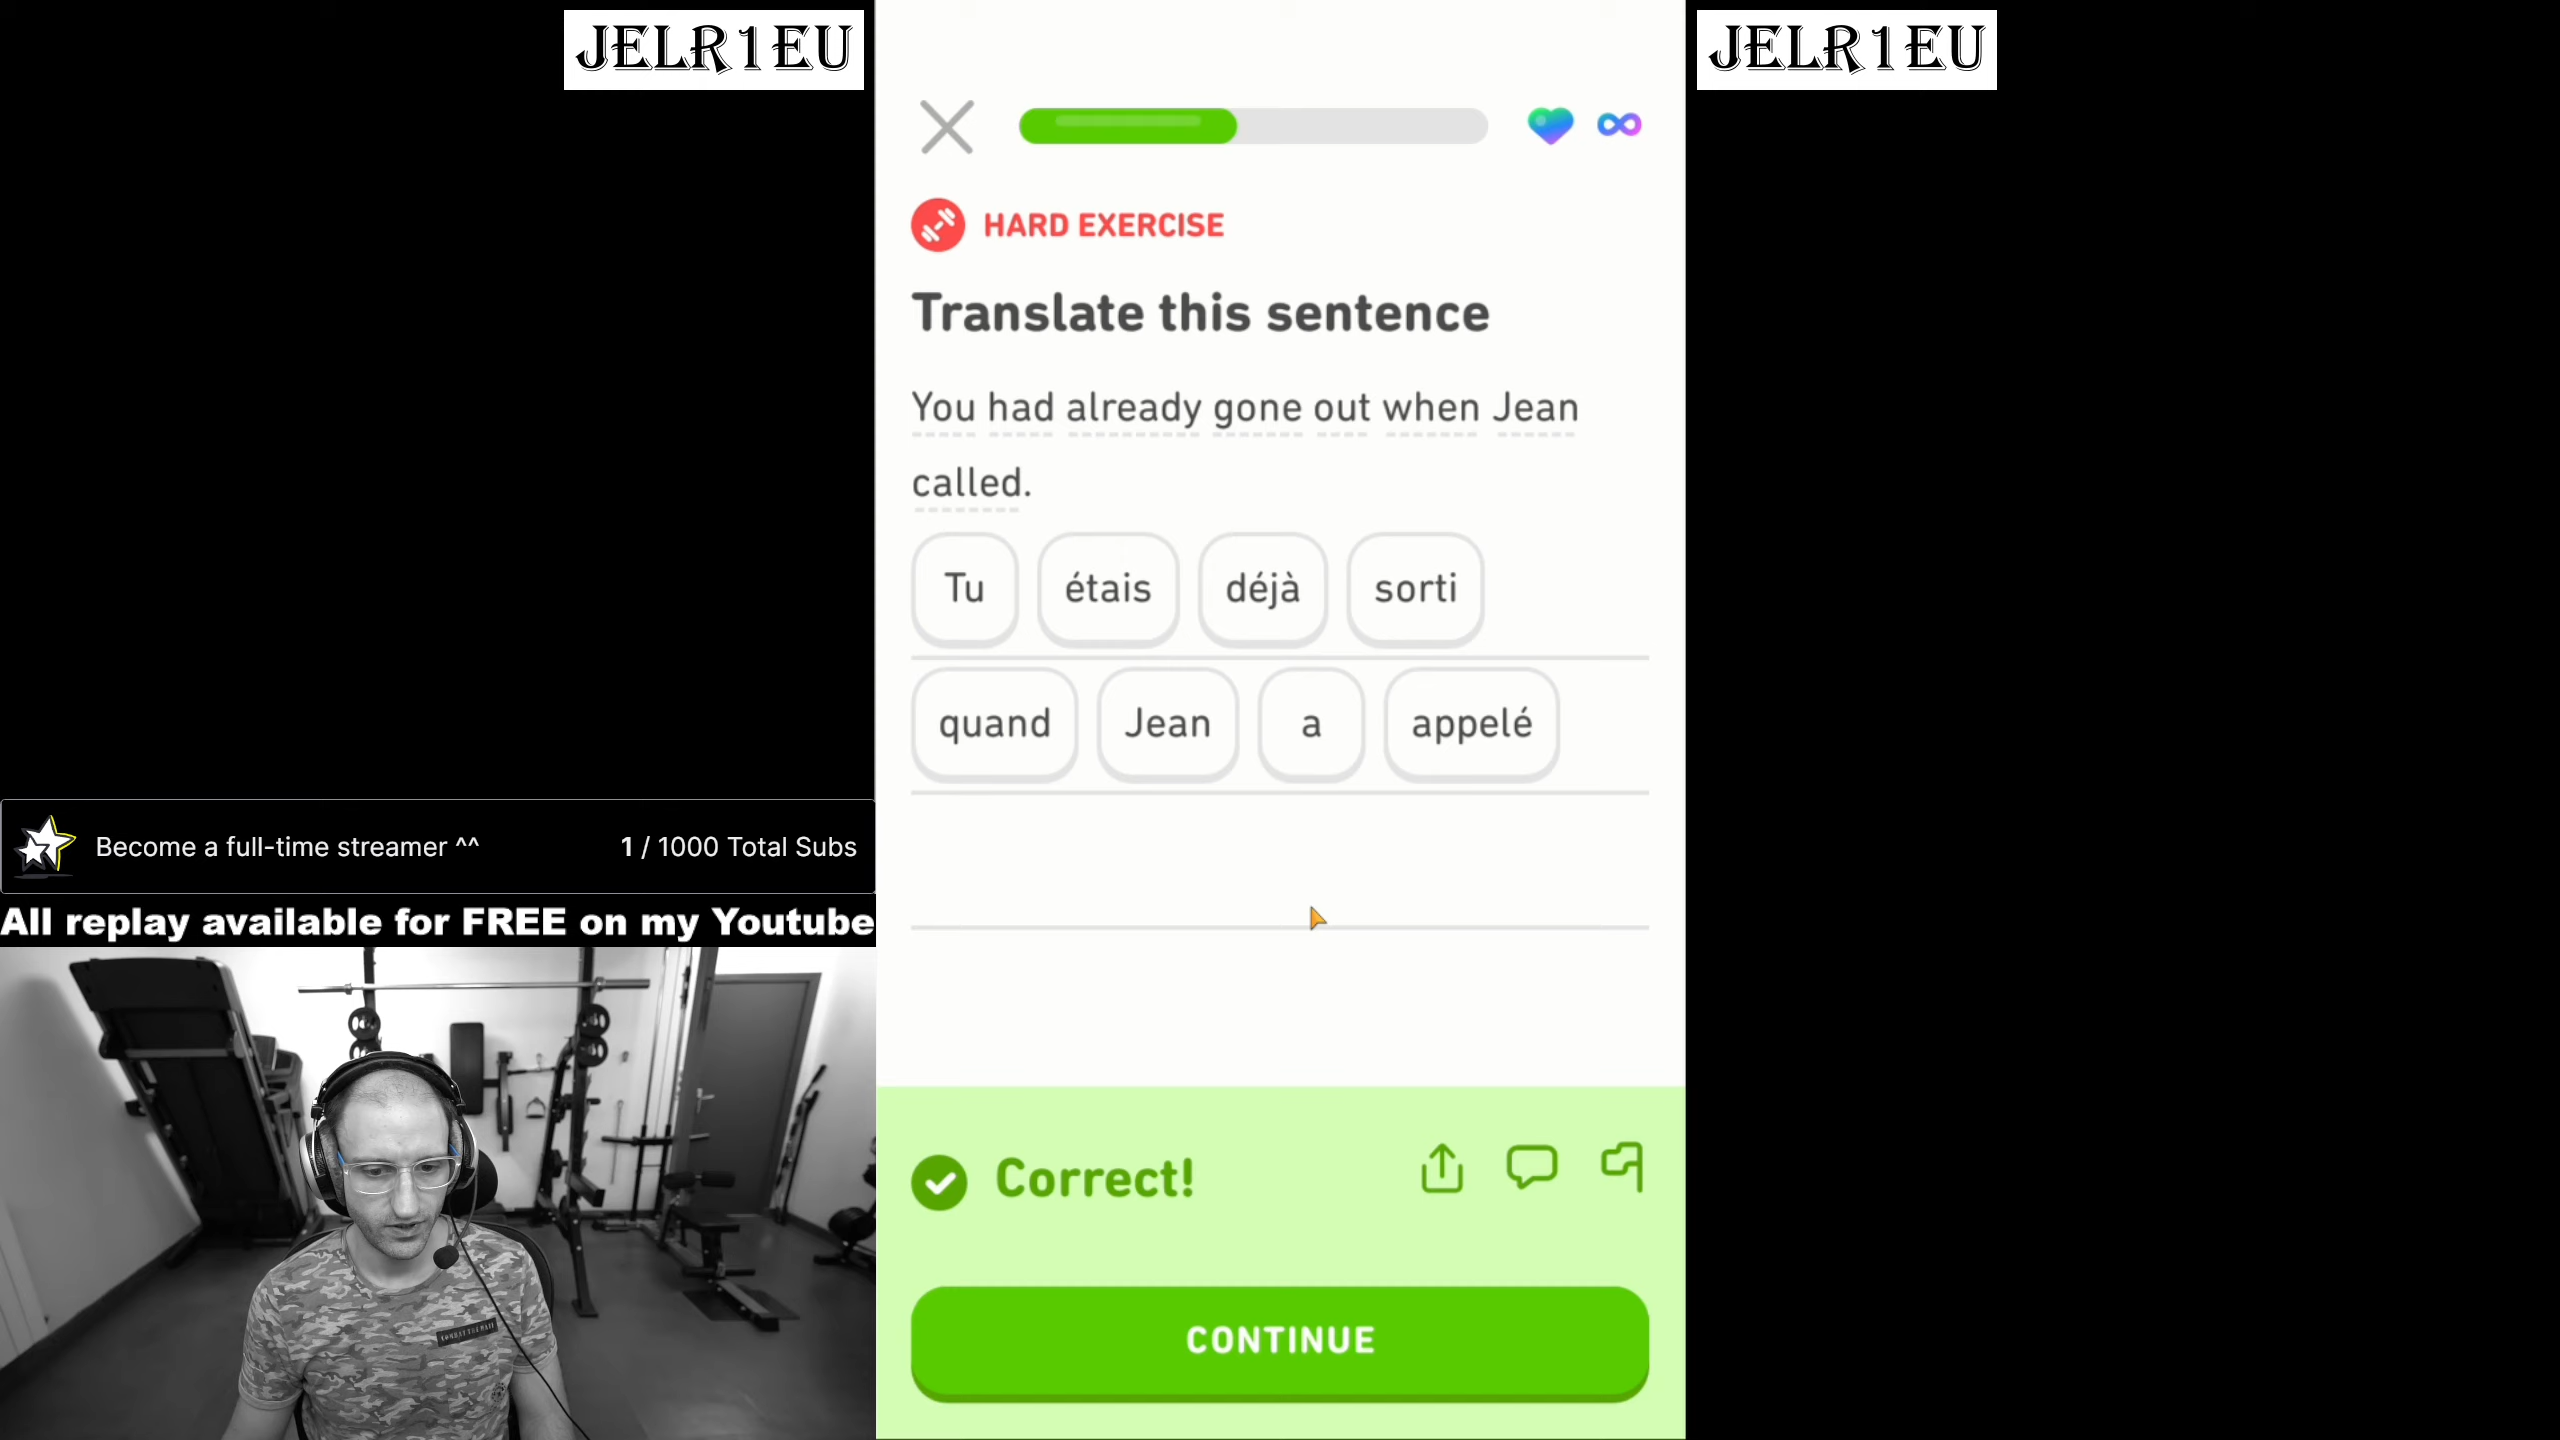 JELR1EU
JELR1EU
HARD EXERCISE
Translate this sentence
You had already gone out when Jean
called.
Tu étais déjà sorti
quand Jean a appelé
Become a full-time streamer ^^ 1 / 1000 Total Subs
All replay available for FREE on my Youtube
Correct!
CONTINUE